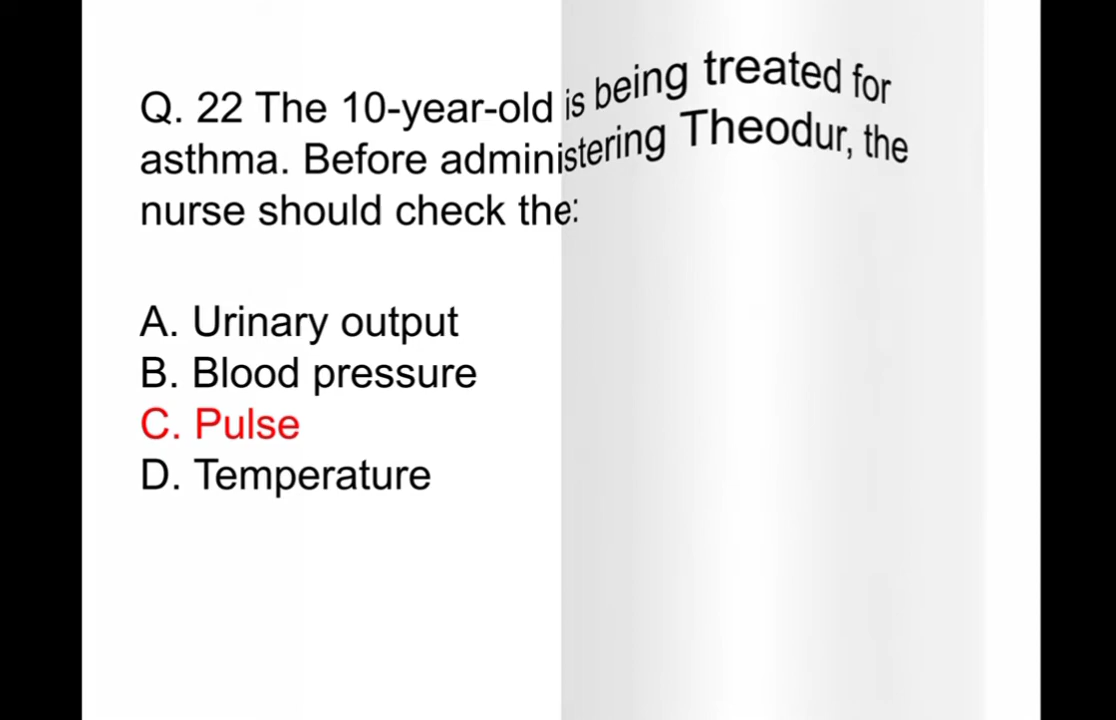 Q. 22 The 10-year-old is being treated for
asthma. Before administering Theodur, the
nurse should check the:
A. Urinary output
B. Blood pressure
C. Pulse
D. Temperature